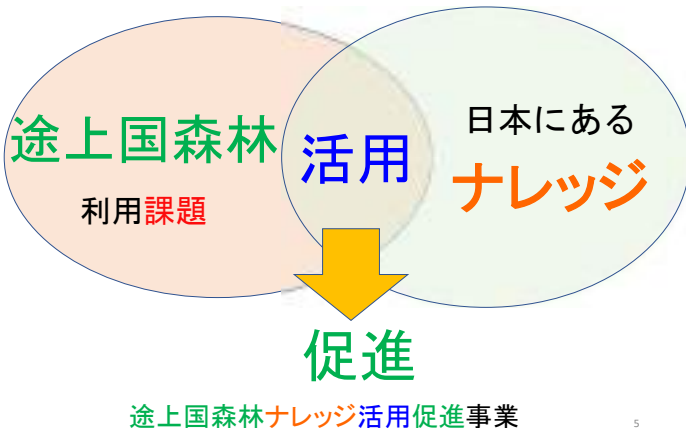 途上国森林
利用課題
活用
日本にある
ナレッジ
促進
途上国森林ナレッジ活用促進事業
5